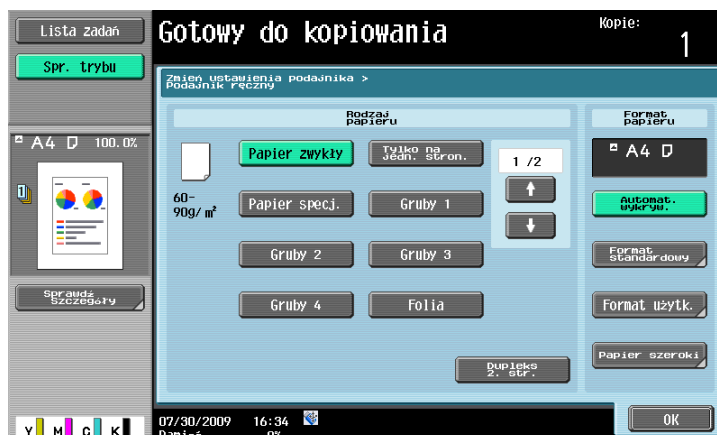 Lista zadań
Gotowy do kopiowania
Kopie:
1
Spr. trybu
Zmień ustawienia podajnika >
Podajnik ręczny
Rodzaj
papieru
Format
papieru
A4 100.0%
Papier zwykły
Tylko na
Jedn. stron.
1 /2
A4
60-
90g/ m²
Papier specj.
Gruby 1
Automat.
wykryw.
Gruby 2
Gruby 3
Format
standardowy
Sprawdź
Szczegóły
Gruby 4
Folia
Format użytk.
Dupleks
2. str.
Papier szeroki
07/30/2009 16:34
OK
Y M C K
Pamięć 0%